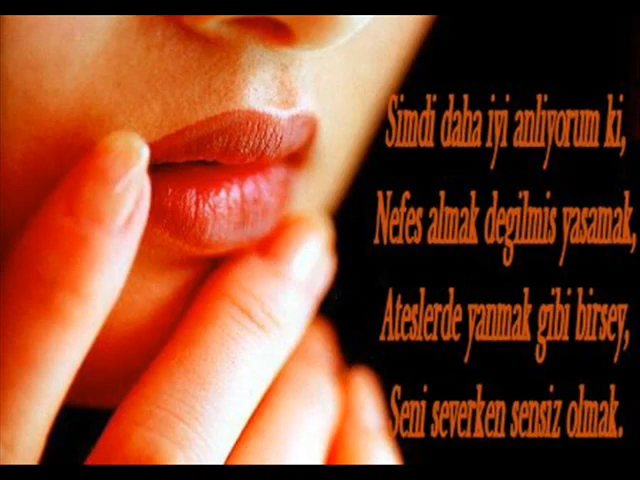 Simdi daha iyi anliyorum ki,
Nefes almak degilmis yasamak,
Ateslerde yanmak gibi birsey,
Seni severken sensiz olmak.